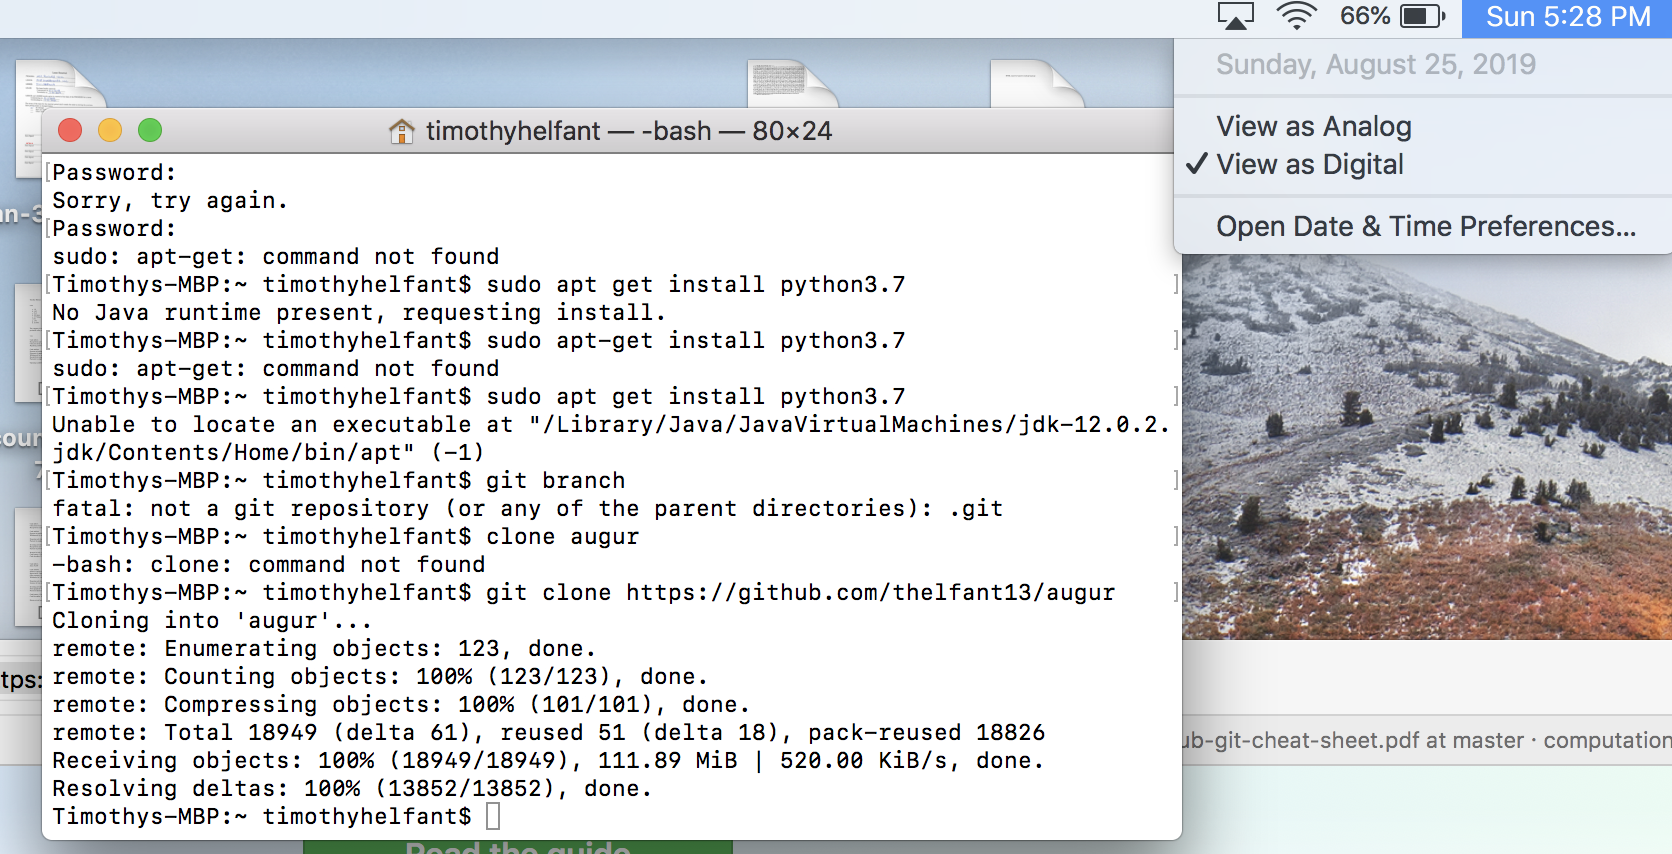 66% Sun 5:28 PM
Sunday, August 25, 2019
View as Analog
✓ View as Digital
Open Date & Time Preferences...
timothyhelfant — -bash — 80×24
Password:
Sorry, try again.
Password:
sudo: apt-get: command not found
Timothys-MBP:~ timothyhelfant$ sudo apt get install python3.7
No Java runtime present, requesting install.
Timothys-MBP:~ timothyhelfant$ sudo apt-get install python3.7
sudo: apt-get: command not found
Timothys-MBP:~ timothyhelfant$ sudo apt get install python3.7
Unable to locate an executable at "/Library/Java/JavaVirtualMachines/jdk-12.0.2.
jdk/Contents/Home/bin/apt" (-1)
Timothys-MBP:~ timothyhelfant$ git branch
fatal: not a git repository (or any of the parent directories): .git
Timothys-MBP:~ timothyhelfant$ clone augur
-bash: clone: command not found
Timothys-MBP:~ timothyhelfant$ git clone https://github.com/thelfant13/augur
Cloning into 'augur'...
remote: Enumerating objects: 123, done.
remote: Counting objects: 100% (123/123), done.
remote: Compressing objects: 100% (101/101), done.
remote: Total 18949 (delta 61), reused 51 (delta 18), pack-reused 18826
Receiving objects: 100% (18949/18949), 111.89 MiB | 520.00 KiB/s, done.
Resolving deltas: 100% (13852/13852), done.
Timothys-MBP:~ timothyhelfant$
tps:
ub-git-cheat-sheet.pdf at master · computation
Read the guide